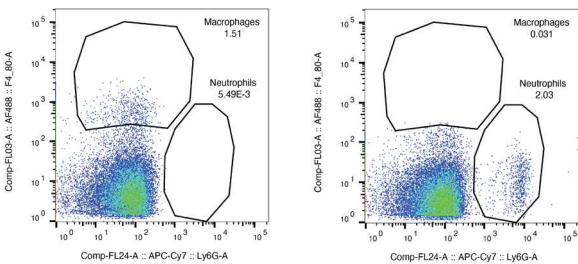 Macrophages
1.51
Neutrophils
5.49E-3
Comp-FL03-A :: AF488 :: F4_80-A
10^5
10^4
10^3
10^2
10^1
10^0
10^0 10^1 10^2 10^3 10^4 10^5
Comp-FL24-A :: APC-Cy7 :: Ly6G-A
Macrophages
0.031
Neutrophils
2.03
Comp-FL03-A :: AF488 :: F4_80-A
10^5
10^4
10^3
10^2
10^1
10^0
10^0 10^1 10^2 10^3 10^4 10^5
Comp-FL24-A :: APC-Cy7 :: Ly6G-A